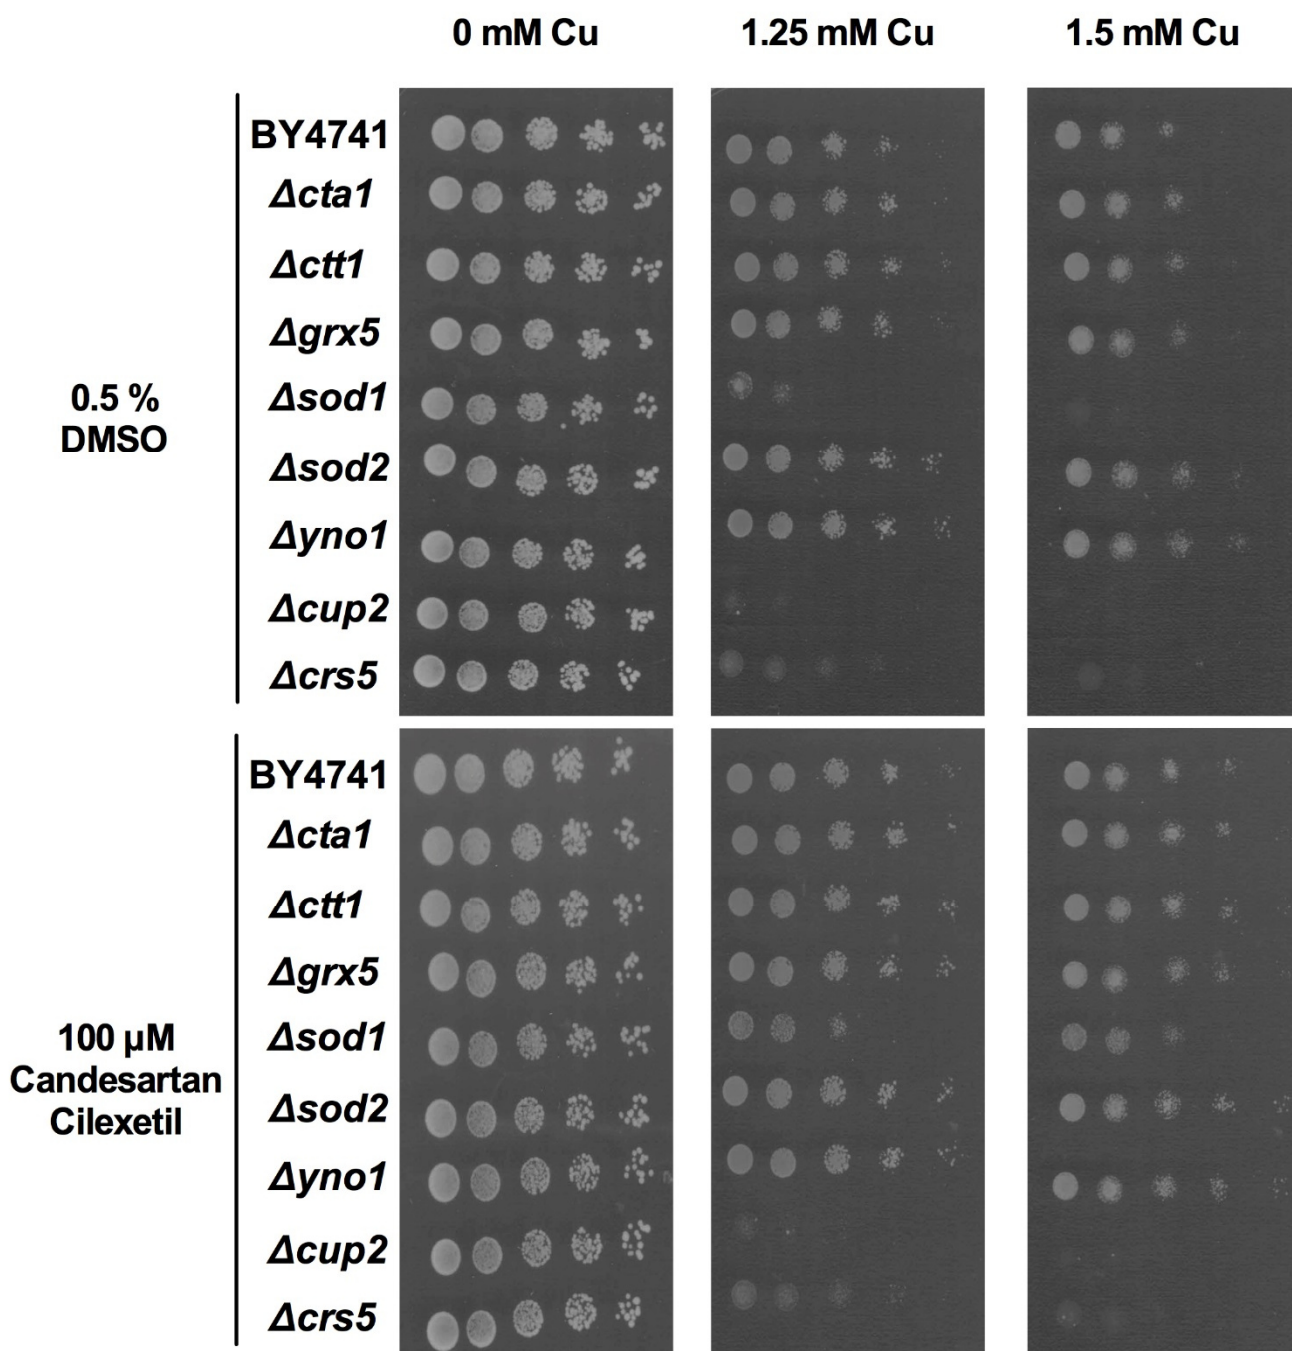 0 mM Cu 1.25 mM Cu 1.5 mM Cu
0.5 %
DMSO
BY4741
Δcta1
Δctt1
Δgrx5
Δsod1
Δsod2
Δyno1
Δcup2
Δcrs5
100 μM
Candesartan
Cilexetil
BY4741
Δcta1
Δctt1
Δgrx5
Δsod1
Δsod2
Δyno1
Δcup2
Δcrs5